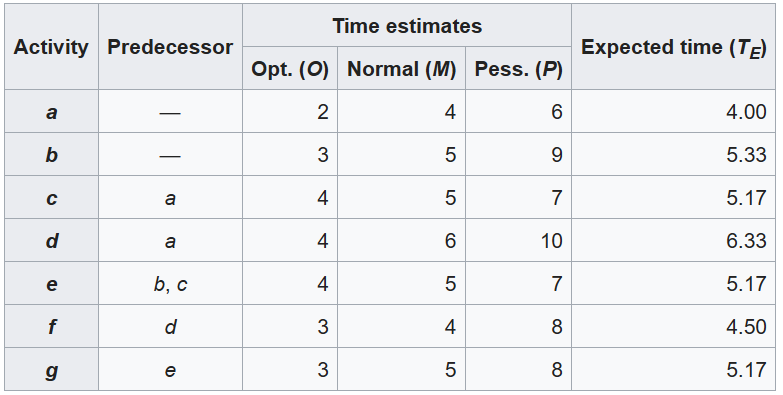 Activity Predecessor Time estimates Expected time (TE)
Opt. (O) Normal (M) Pess. (P)
a — 2 4 6 4.00
b — 3 5 9 5.33
c a 4 5 7 5.17
d a 4 6 10 6.33
e b, c 4 5 7 5.17
f d 3 4 8 4.50
g e 3 5 8 5.17